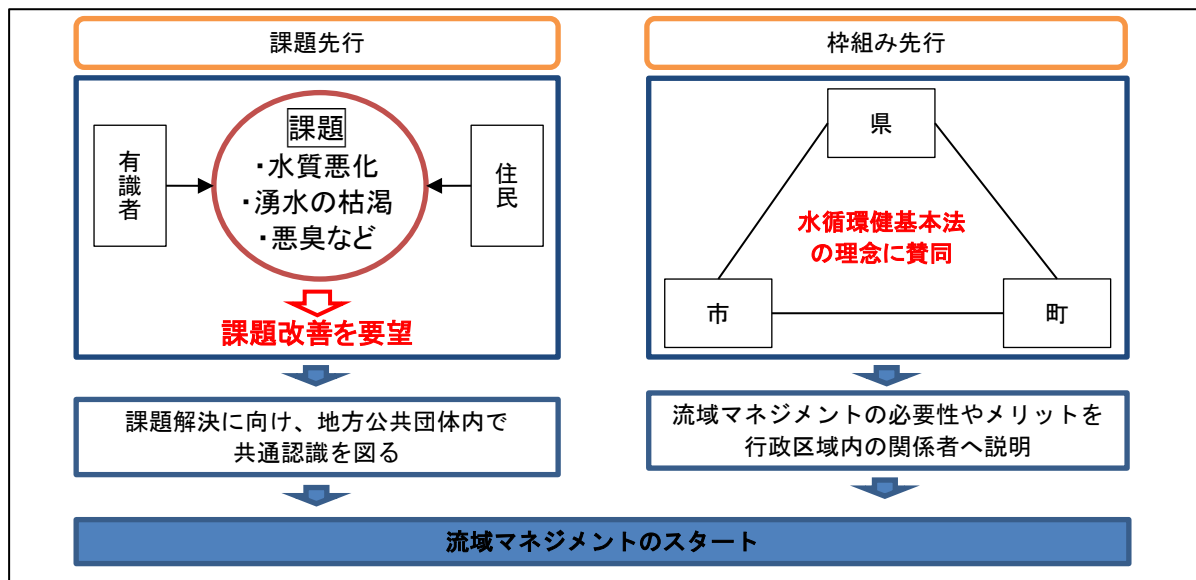 課題先行
有識者
課題
・水質悪化
・湧水の枯渇
・悪臭など
住民
課題改善を要望
課題解決に向け、地方公共団体内で
共通認識を図る
枠組み先行
県
水循環健基本法
の理念に賛同
市
町
流域マネジメントの必要性やメリットを
行政区域内の関係者へ説明
流域マネジメントのスタート